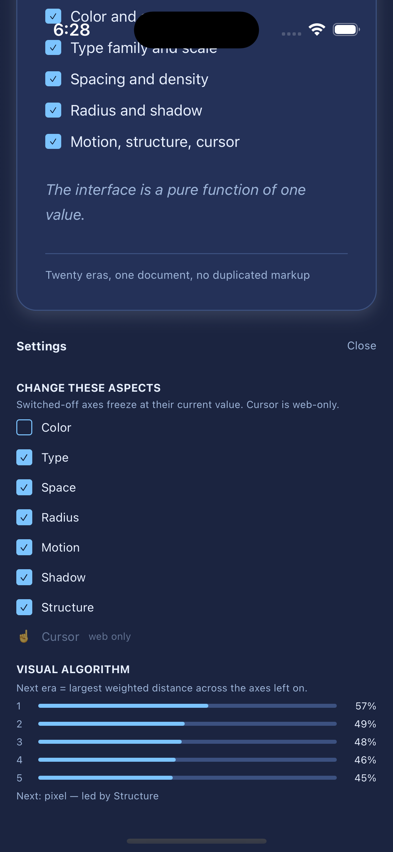 Color and
6:28
Type family and scale
Spacing and density
Radius and shadow
Motion, structure, cursor
The interface is a pure function of one
value.
Twenty eras, one document, no duplicated markup
Settings
Close
CHANGE THESE ASPECTS
Switched-off axes freeze at their current value. Cursor is web-only.
Color
Type
Space
Radius
Motion
Shadow
Structure
Cursor web only
VISUAL ALGORITHM
Next era = largest weighted distance across the axes left on.
1 57%
2 49%
3 48%
4 46%
5 45%
Next: pixel — led by Structure